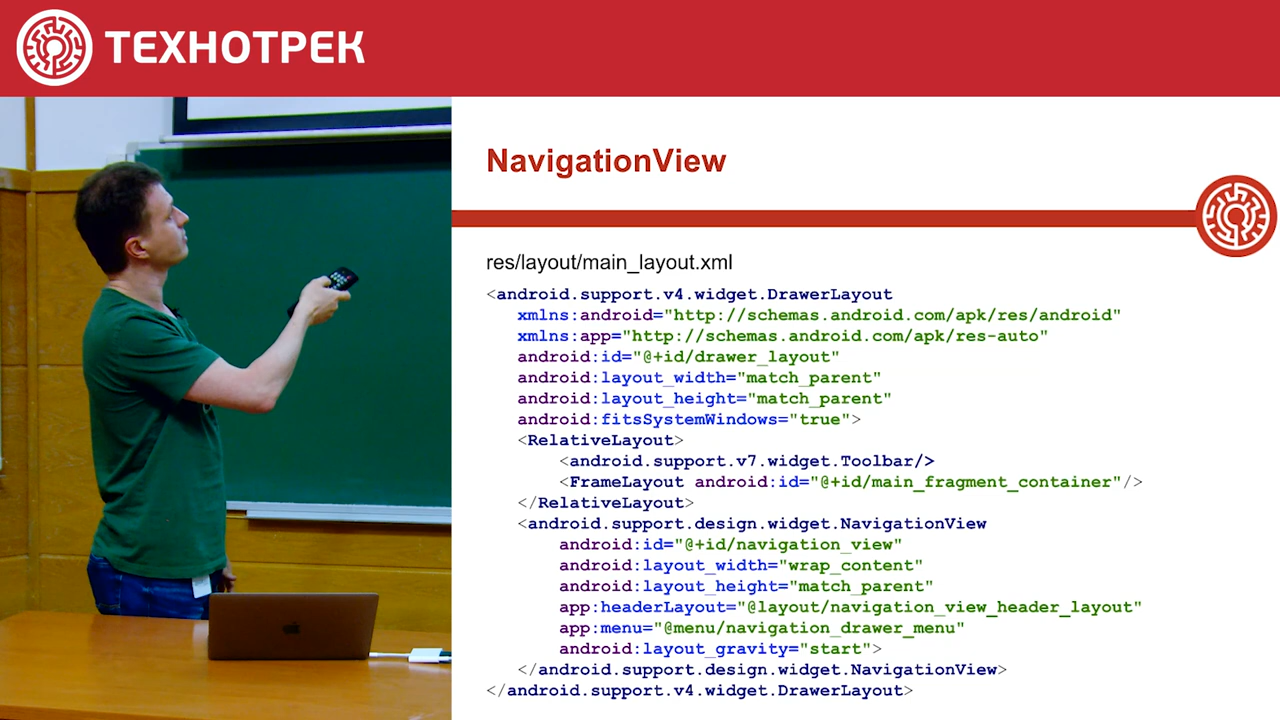 ТЕХНОТРЕК
NavigationView
res/layout/main_layout.xml
<android.support.v4.widget.DrawerLayout
xmlns:android="http://schemas.android.com/apk/res/android"
xmlns:app="http://schemas.android.com/apk/res-auto"
android:id="@+id/drawer_layout"
android:layout_width="match_parent"
android:layout_height="match_parent"
android:fitsSystemWindows="true">
<RelativeLayout>
<android.support.v7.widget.Toolbar/>
<FrameLayout android:id="@+id/main_fragment_container"/>
</RelativeLayout>
<android.support.design.widget.NavigationView
android:id="@+id/navigation_view"
android:layout_width="wrap_content"
android:layout_height="match_parent"
app:headerLayout="@layout/navigation_view_header_layout"
app:menu="@menu/navigation_drawer_menu"
android:layout_gravity="start">
</android.support.design.widget.NavigationView>
</android.support.v4.widget.DrawerLayout>